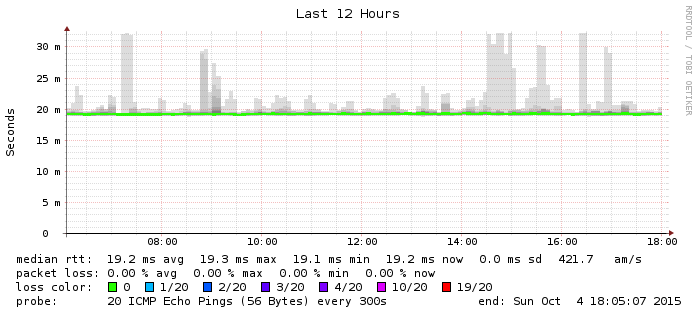 Last 12 Hours
RRDTOOL / TOBI OETIKER
Seconds
30 m
25 m
20 m
15 m
10 m
5 m
0
08:00 10:00 12:00 14:00 16:00 18:00
median rtt: 19.2 ms avg 19.3 ms max 19.1 ms min 19.2 ms now 0.0 ms sd 421.7 am/s
packet loss: 0.00 % avg 0.00 % max 0.00 % min 0.00 % now
loss color: 0 1/20 2/20 3/20 4/20 10/20 19/20
probe: 20 ICMP Echo Pings (56 Bytes) every 300s end: Sun Oct 4 18:05:07 2015